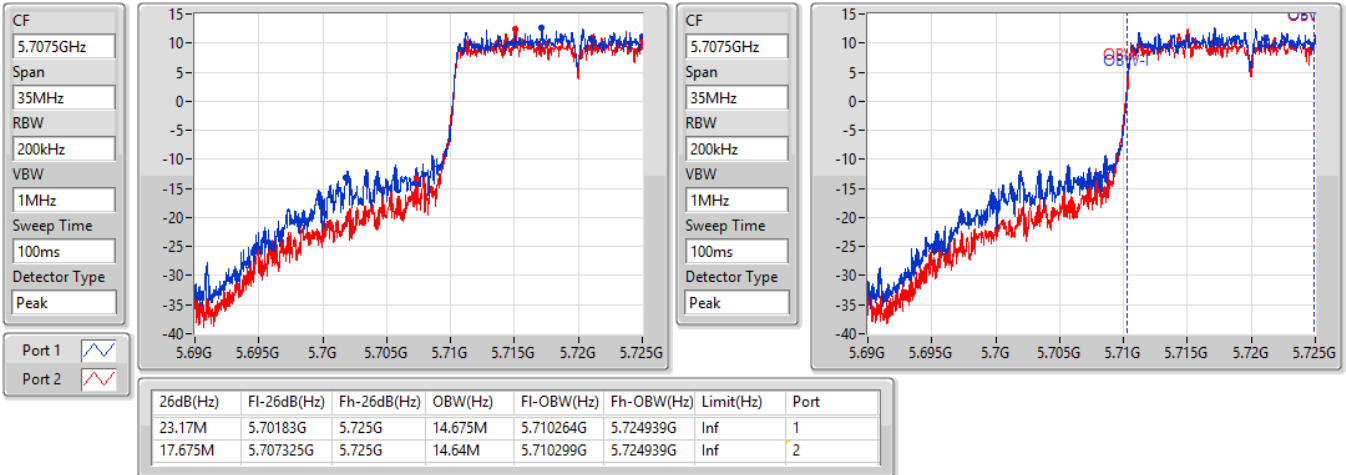 CF
5.7075GHz
Span
35MHz
RBW
200kHz
VBW
1MHz
Sweep Time
100ms
Detector Type
Peak
Port 1
Port 2
15
10
5
0
-5
-10
-15
-20
-25
-30
-35
-40
5.69G 5.695G 5.7G 5.705G 5.71G 5.715G 5.72G 5.725G
CF
5.7075GHz
Span
35MHz
RBW
200kHz
VBW
1MHz
Sweep Time
100ms
Detector Type
Peak
15
10
5
0
-5
-10
-15
-20
-25
-30
-35
-40
5.69G 5.695G 5.7G 5.705G 5.71G 5.715G 5.72G 5.725G
26dB(Hz) Fl-26dB(Hz) Fh-26dB(Hz) OBW(Hz) Fl-OBW(Hz) Fh-OBW(Hz) Limit(Hz) Port
23.17M 5.70183G 5.725G 14.675M 5.710264G 5.724939G Inf 1
17.675M 5.707325G 5.725G 14.64M 5.710299G 5.724939G Inf 2